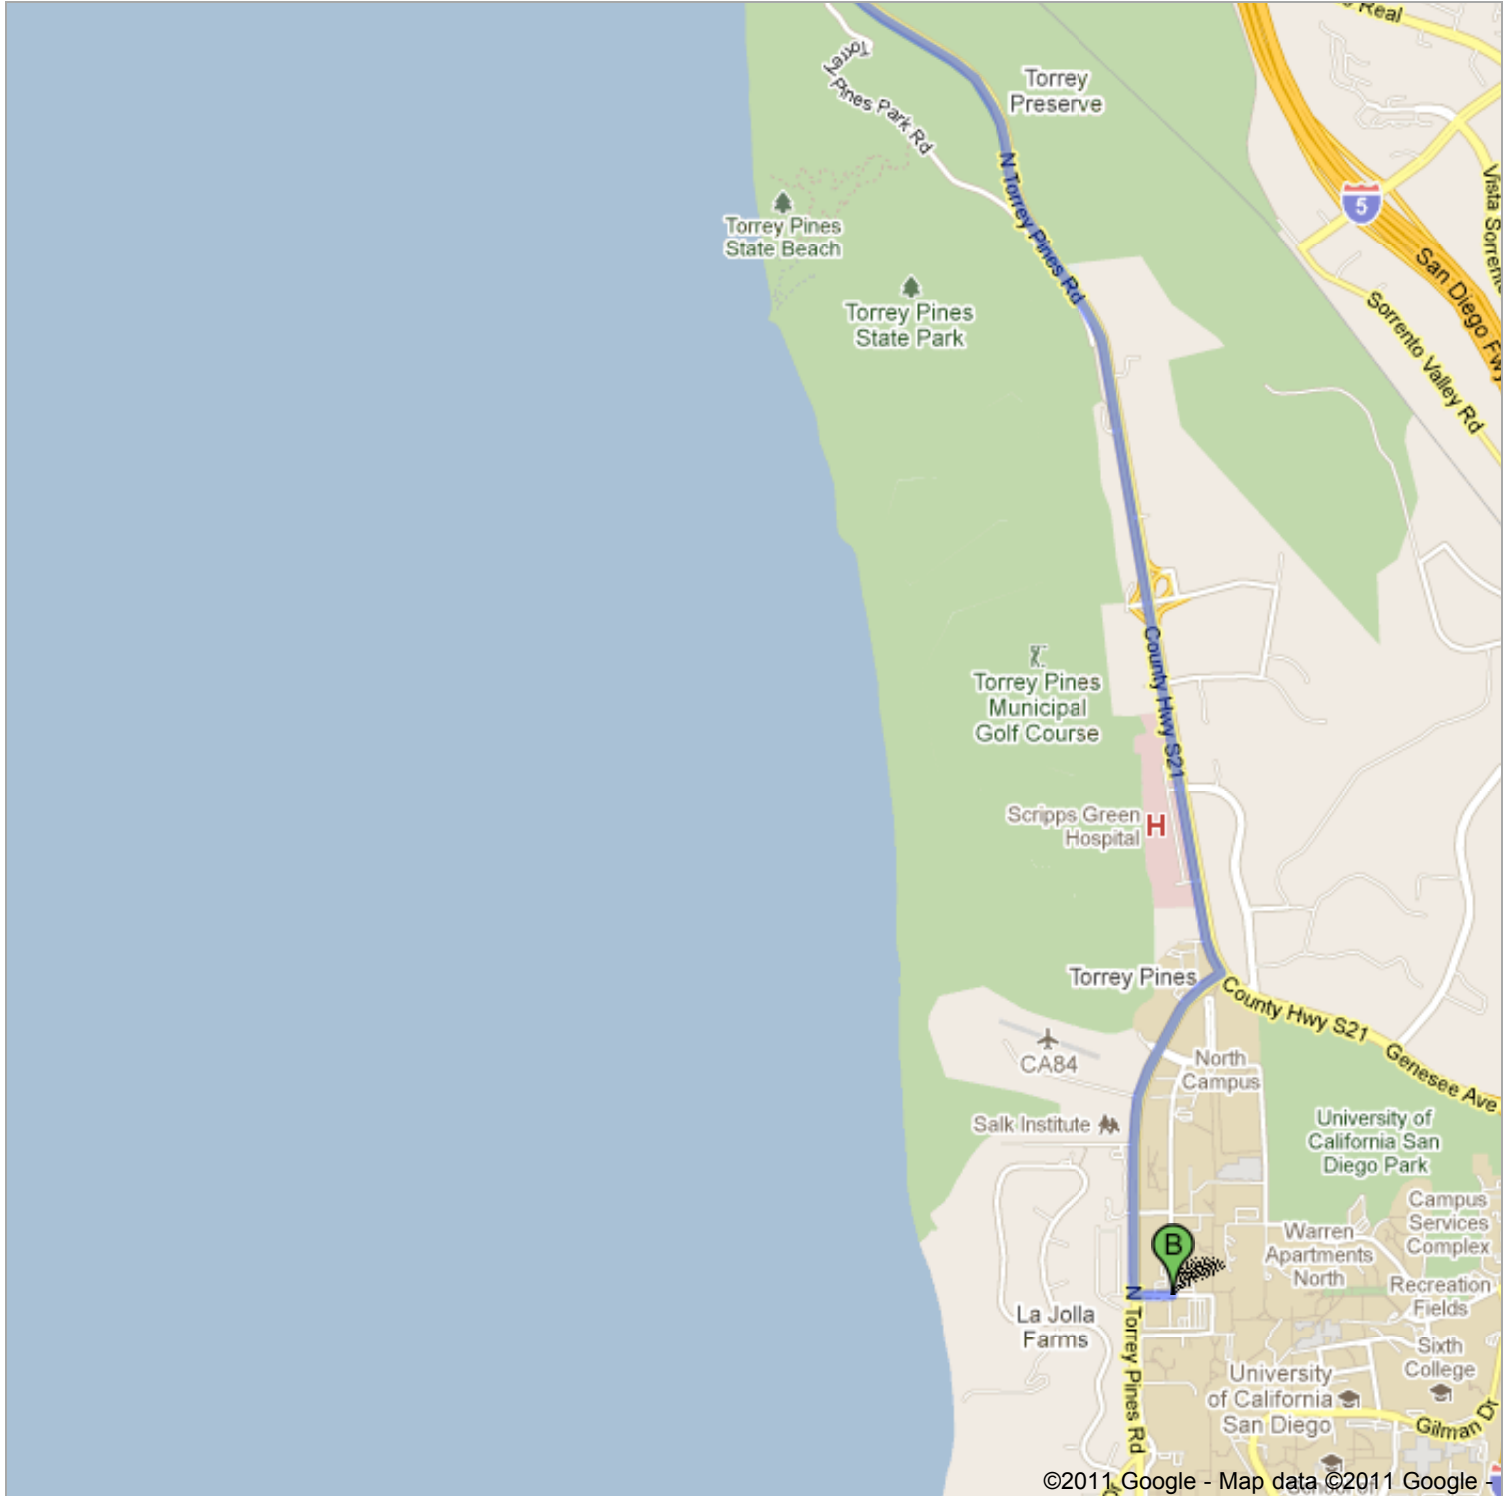 o Real
Torrey
Pines Park Rd
Torrey
Preserve
N Torrey Pines Rd
5
Vista Sorrento
San Diego Fwy
Sorrento Valley Rd
Torrey Pines
State Beach
Torrey Pines
State Park
County Hwy S21
Torrey Pines
Municipal
Golf Course
Scripps Green
Hospital
H
Torrey Pines
County Hwy S21
Genesee Ave
CA84
North
Campus
Salk Institute
University of
California San
Diego Park
Campus
Services
Complex
Warren
Apartments
North
B
Recreation
Fields
La Jolla
Farms
N Torrey Pines Rd
Sixth
College
University
of California
San Diego
Gilman Dr
©2011 Google - Map data ©2011 Google -